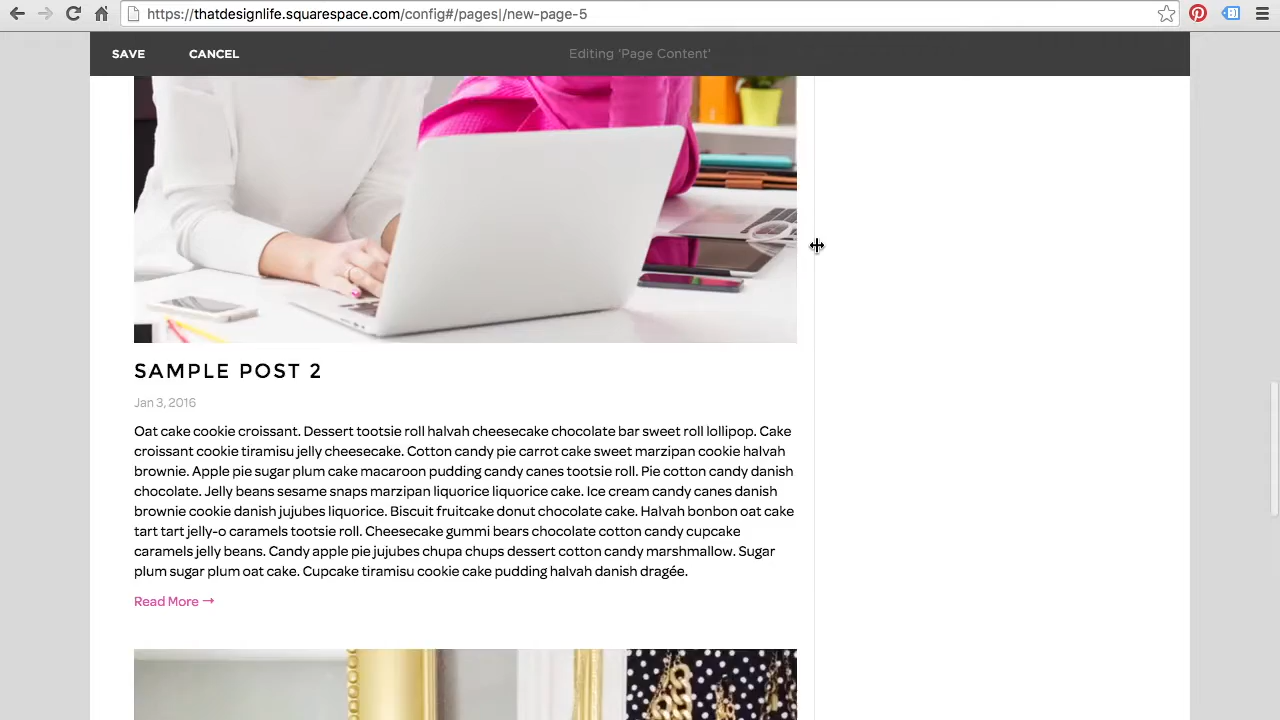 https://thatdesignlife.squarespace.com/config#/pages|/new-page-5
SAVE CANCEL Editing 'Page Content'
SAMPLE POST 2
Jan 3, 2016
Oat cake cookie croissant. Dessert tootsie roll halvah cheesecake chocolate bar sweet roll lollipop. Cake
croissant cookie tiramisu jelly cheesecake. Cotton candy pie carrot cake sweet marzipan cookie halvah
brownie. Apple pie sugar plum cake macaroon pudding candy canes tootsie roll. Pie cotton candy danish
chocolate. Jelly beans sesame snaps marzipan liquorice liquorice cake. Ice cream candy canes danish
brownie cookie danish jujubes liquorice. Biscuit fruitcake donut chocolate cake. Halvah bonbon oat cake
tart tart jelly-o caramels tootsie roll. Cheesecake gummi bears chocolate cotton candy cupcake
caramels jelly beans. Candy apple pie jujubes chupa chups dessert cotton candy marshmallow. Sugar
plum sugar plum oat cake. Cupcake tiramisu cookie cake pudding halvah danish dragée.
Read More →